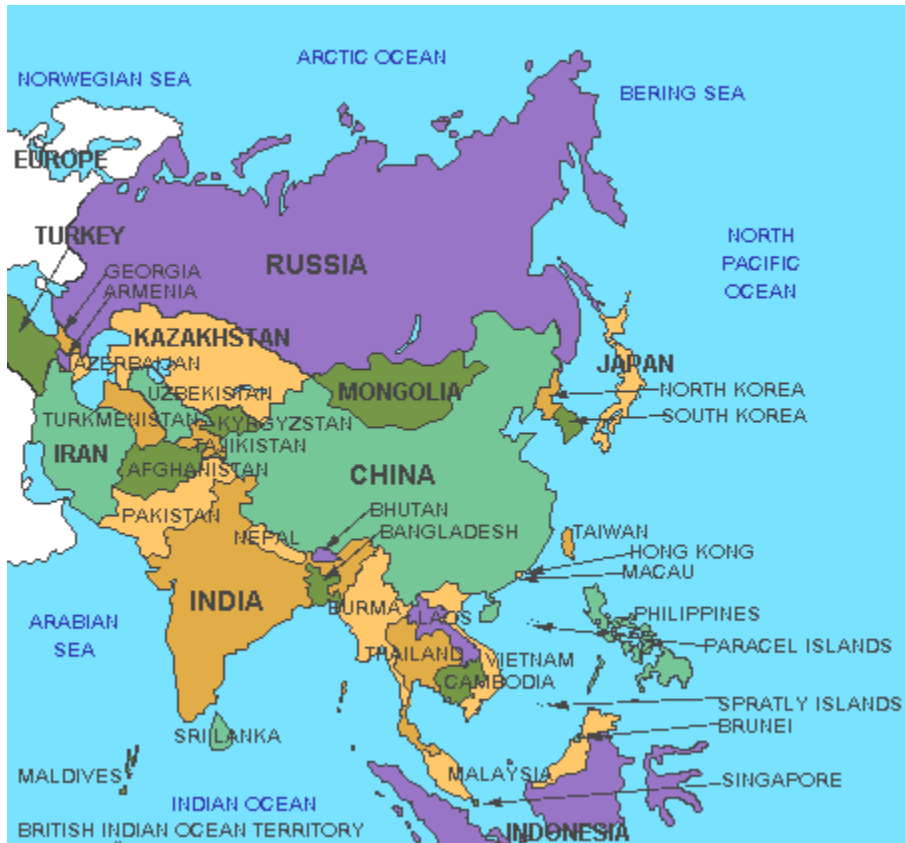 ARCTIC OCEAN
NORWEGIAN SEA
BERING SEA
EUROPE
TURKEY
NORTH
PACIFIC
OCEAN
RUSSIA
GEORGIA
ARMENIA
KAZAKHSTAN
JAPAN
AZERBAIJAN
UZBEKISTAN
MONGOLIA
NORTH KOREA
TURKMENISTAN
KYRGYZSTAN
SOUTH KOREA
TAJIKISTAN
IRAN
AFGHANISTAN
CHINA
PAKISTAN
BHUTAN
NEPAL
BANGLADESH
TAIWAN
HONG KONG
MACAU
INDIA
BURMA
LAOS
PHILIPPINES
ARABIAN
SEA
THAILAND
VIETNAM
PARACEL ISLANDS
CAMBODIA
SPRATLY ISLANDS
BRUNEI
SRI LANKA
MALDIVES
MALAYSIA
SINGAPORE
INDIAN OCEAN
BRITISH INDIAN OCEAN TERRITORY
INDONESIA